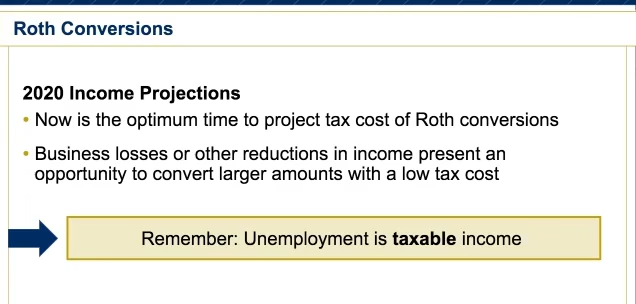 Roth Conversions
2020 Income Projections
• Now is the optimum time to project tax cost of Roth conversions
• Business losses or other reductions in income present an
opportunity to convert larger amounts with a low tax cost
Remember: Unemployment is taxable income